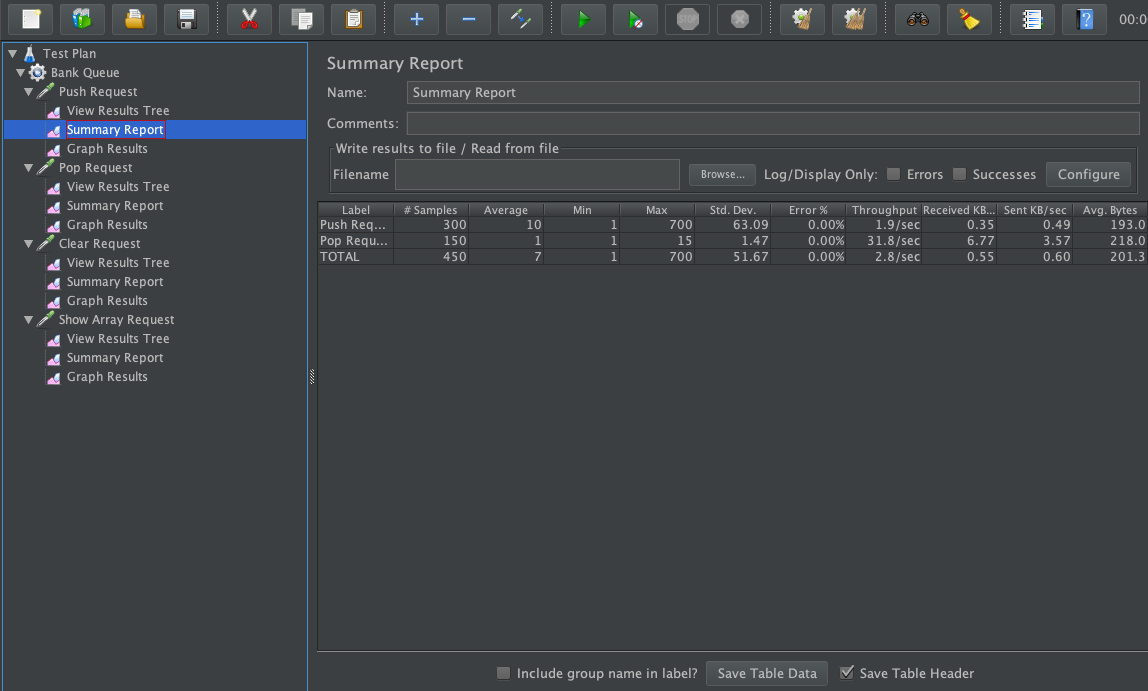 STOP
00:0
Test Plan
Bank Queue
Push Request
View Results Tree
Summary Report
Graph Results
Pop Request
View Results Tree
Summary Report
Graph Results
Clear Request
View Results Tree
Summary Report
Graph Results
Show Array Request
View Results Tree
Summary Report
Graph Results
Summary Report
Name: Summary Report
Comments:
Write results to file / Read from file
Filename Browse... Log/Display Only: Errors Successes Configure
Label # Samples Average Min Max Std. Dev. Error % Throughput Received KB... Sent KB/sec Avg. Bytes
Push Req... 300 10 1 700 63.09 0.00% 1.9/sec 0.35 0.49 193.0
Pop Requ... 150 1 1 15 1.47 0.00% 31.8/sec 6.77 3.57 218.0
TOTAL 450 7 1 700 51.67 0.00% 2.8/sec 0.55 0.60 201.3
Include group name in label? Save Table Data Save Table Header